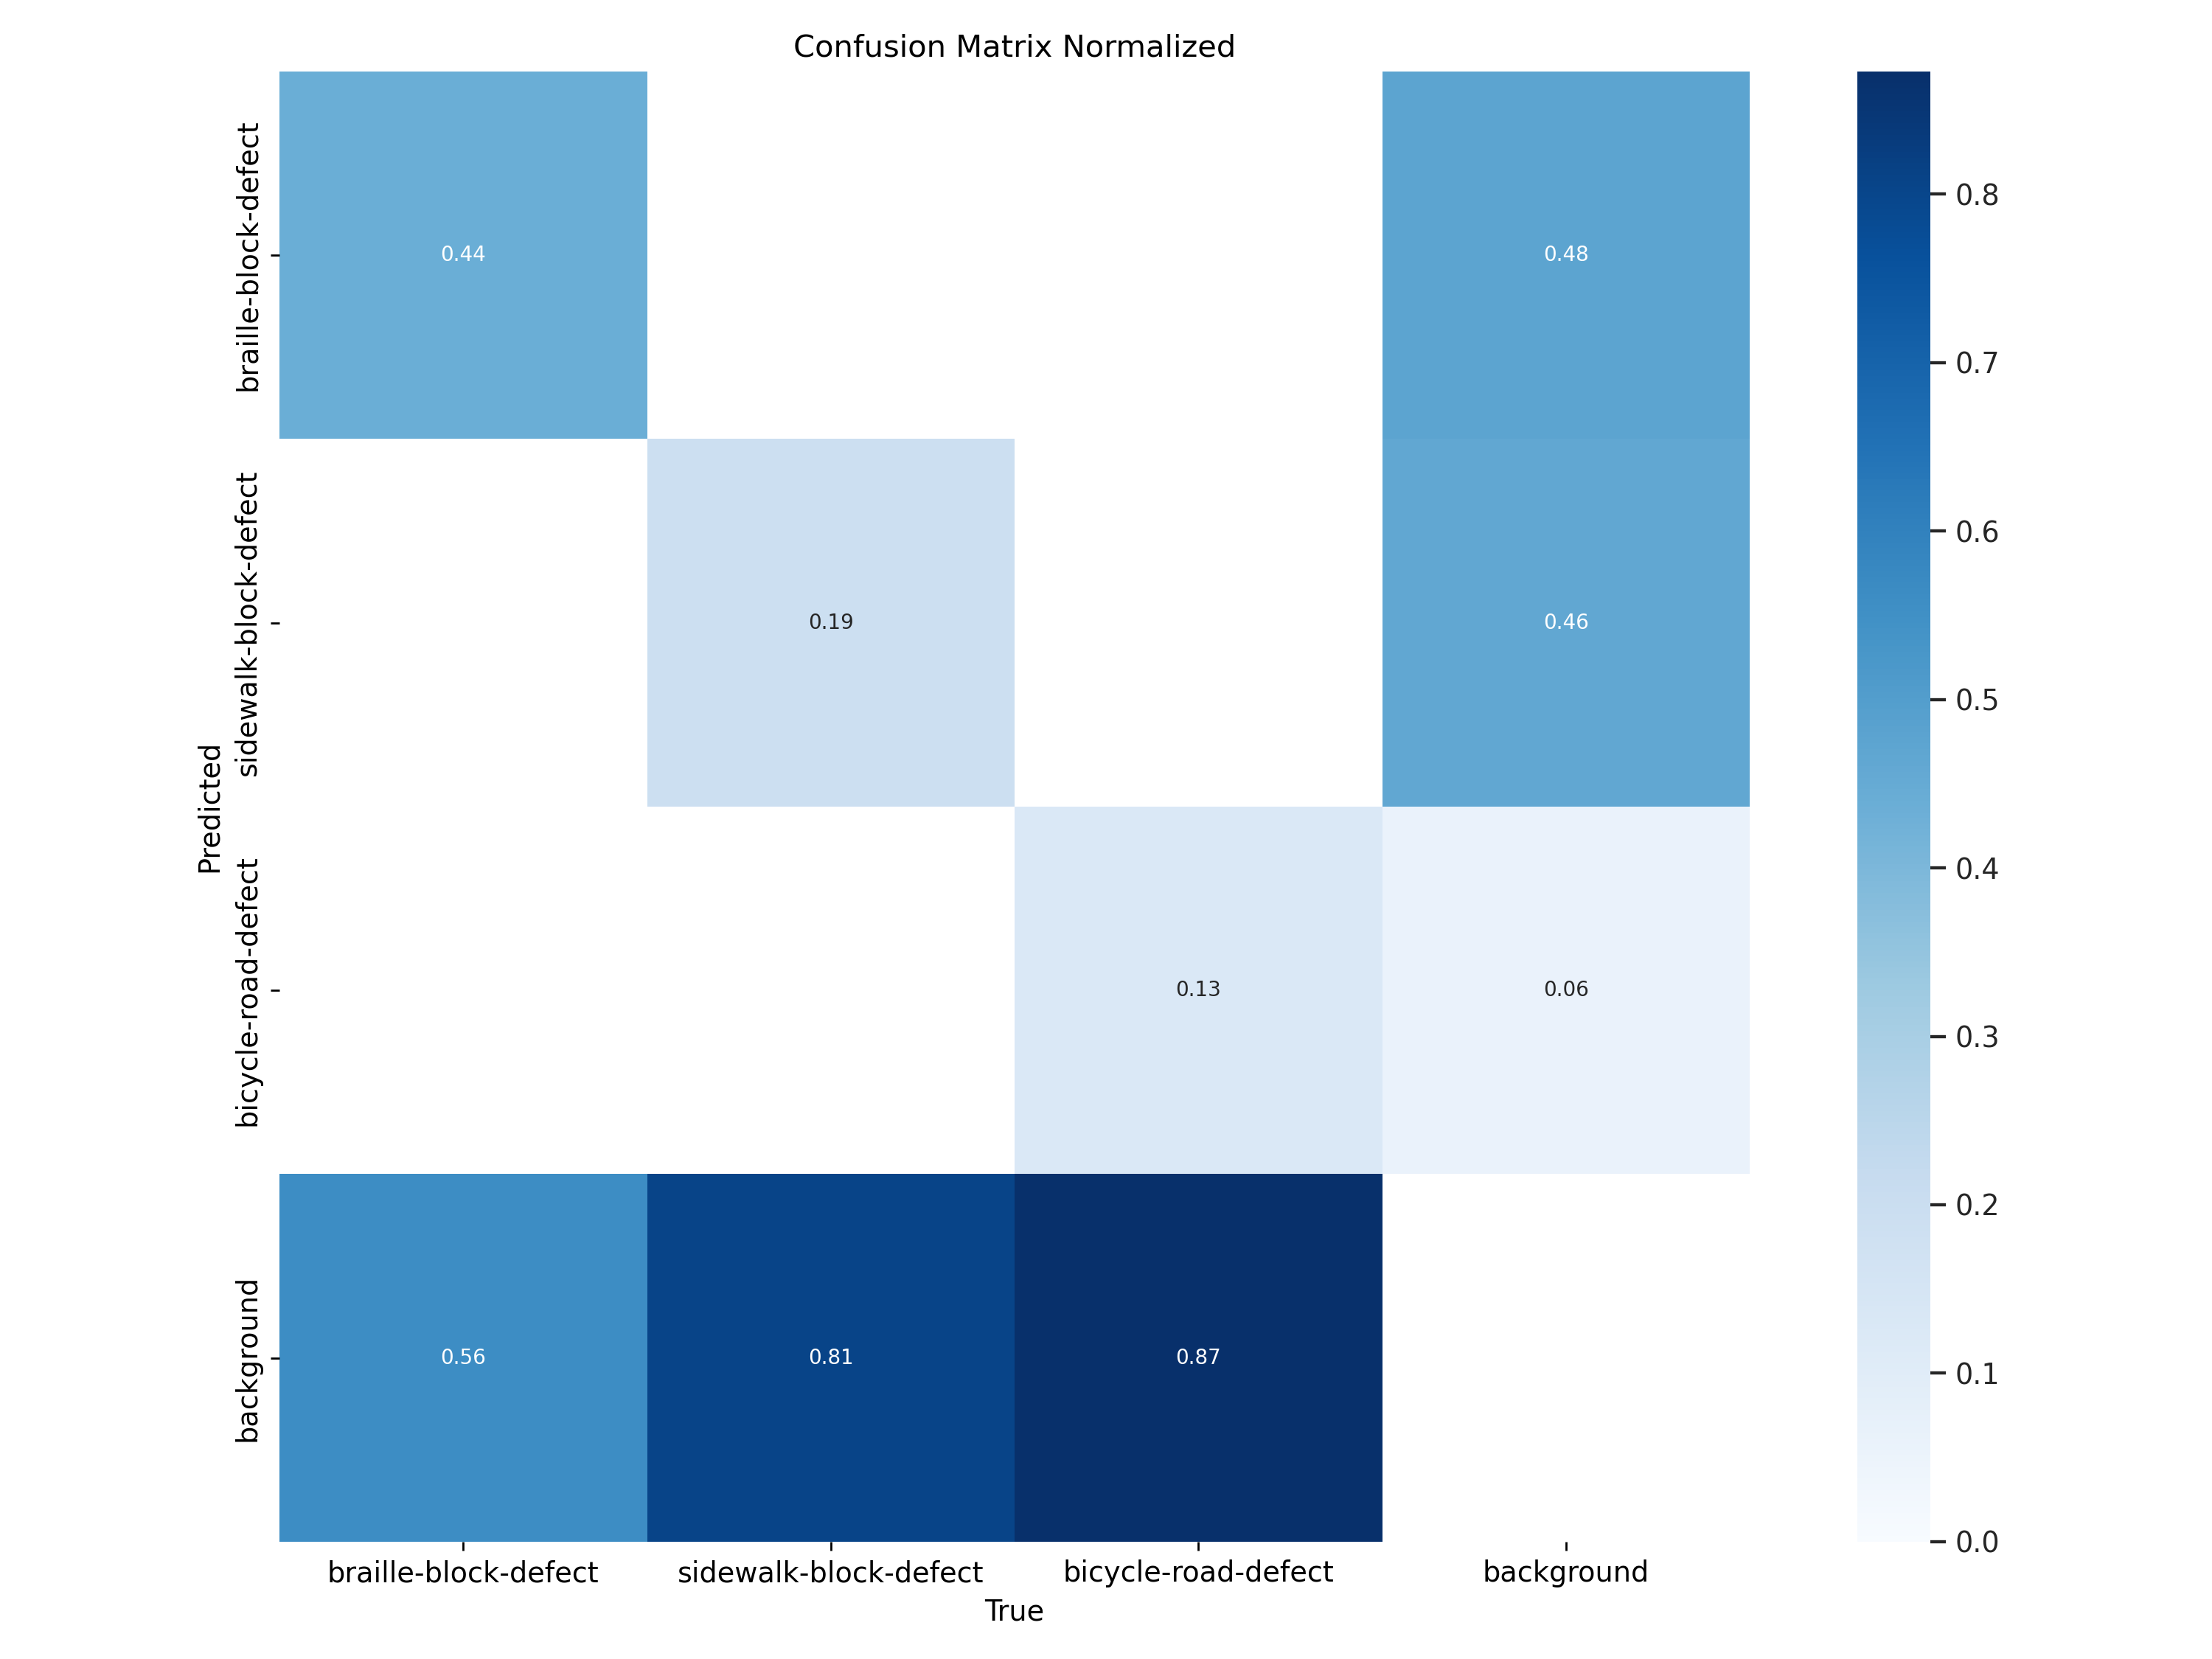 Confusion Matrix Normalized
braille-block-defect
0.44
0.48
sidewalk-block-defect
0.19
0.46
bicycle-road-defect
0.13
0.06
background
0.56
0.81
0.87
Predicted
braille-block-defect
sidewalk-block-defect
bicycle-road-defect
background
True
0.8
0.7
0.6
0.5
0.4
0.3
0.2
0.1
0.0